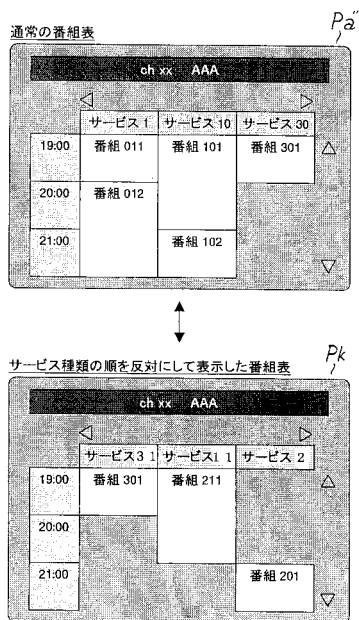 Pa"
通常の番組表
ch xx AAA
サービス 1 サービス 10 サービス 30
19:00 番組 011 番組 101 番組 301
20:00 番組 012
21:00 番組 102
Pk
サービス種類の順を反対にして表示した番組表
ch xx AAA
サービス3 1 サービス1 1 サービス 2
19:00 番組 301 番組 211
20:00
21:00 番組 201